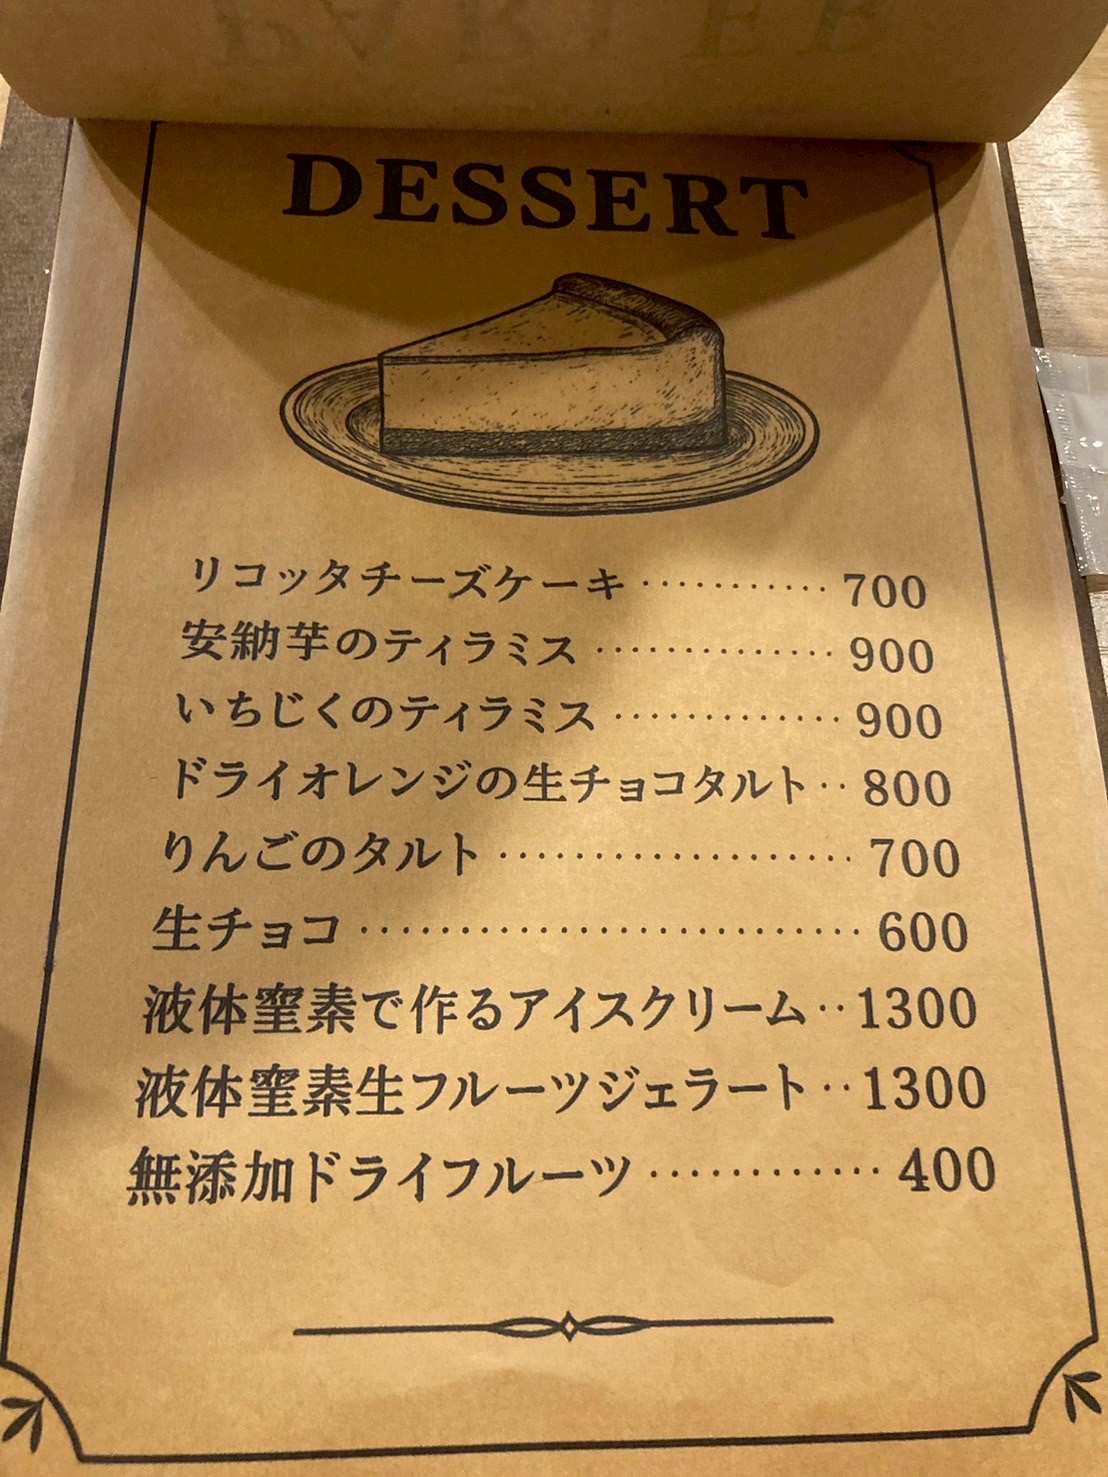 DESSERT
リコッタチーズケーキ ··········· 700
安納芋のティラミス ·············· 900
いちじくのティラミス ·············· 900
ドライオレンジの生チョコタルト ·· 800
りんごのタルト ····················· 700
生チョコ ····························· 600
液体窒素で作るアイスクリーム ·· 1300
液体窒素生フルーツジェラート ·· 1300
無添加ドライフルーツ ············· 400